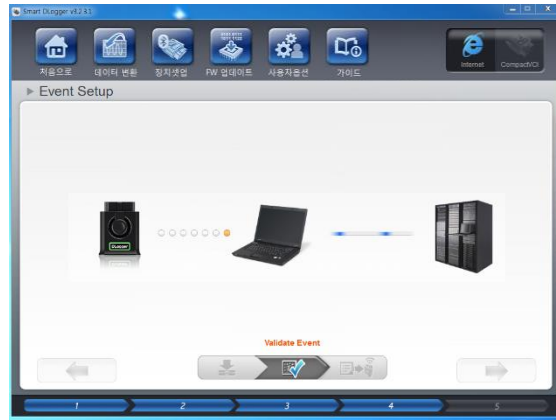 Smart DLogger v3.2.3.1
처음으로
데이터 변환
장치셋업
FW 업데이트
사용자옵션
가이드
Internet
CompactVCI
Event Setup
DLogger
Validate Event
1
2
3
4
5